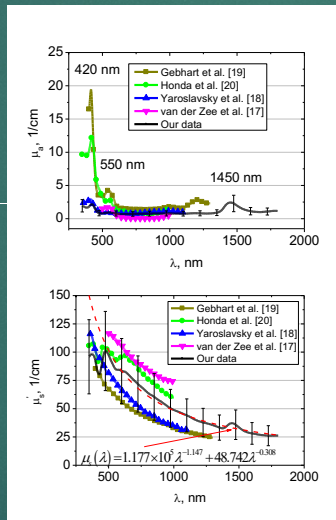 25
20
15
10
5
0
μa, 1/cm
420 nm
550 nm
1450 nm
Gebhart et al. [19]
Honda et al. [20]
Yaroslavsky et al. [18]
van der Zee et al. [17]
Our data
500
1000
1500
2000
λ, nm
150
125
100
75
50
25
0
μ's, 1/cm
Gebhart et al. [19]
Honda et al. [20]
Yaroslavsky et al. [18]
van der Zee et al. [17]
Our data
μ's(λ)=1.177×10⁵λ⁻¹·¹⁴⁷+48.742λ⁻⁰·³⁰⁸
500
1000
1500
2000
λ, nm